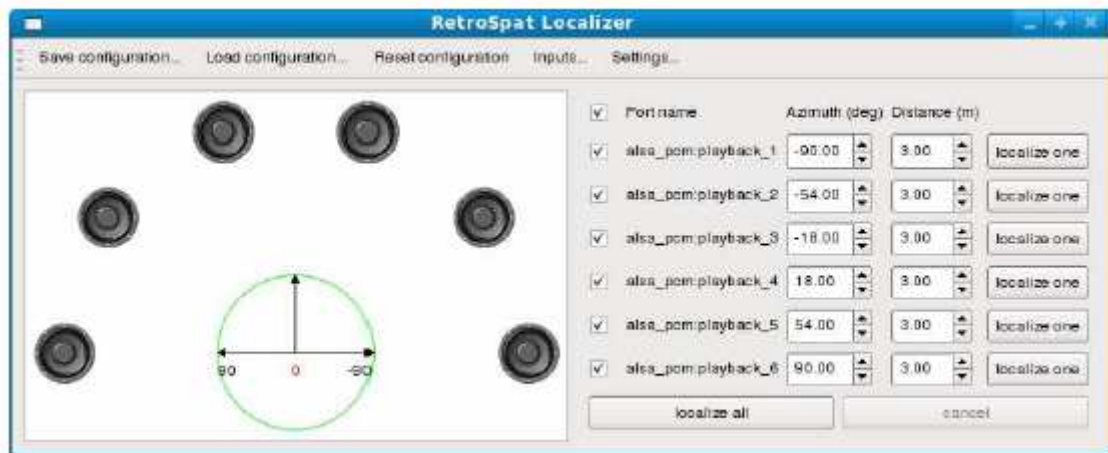 RetroSpat Localizer
Save configuration... Load configuration... Reset configuration Inputs... Settings...
Port name Azimuth (deg) Distance (m)
alsa_pcm:playback_1 -90.00 3.00 localize one
alsa_pcm:playback_2 -54.00 3.00 localize one
alsa_pcm:playback_3 -18.00 3.00 localize one
alsa_pcm:playback_4 18.00 3.00 localize one
alsa_pcm:playback_5 54.00 3.00 localize one
alsa_pcm:playback_6 90.00 3.00 localize one
90 0 -90
localize all cancel